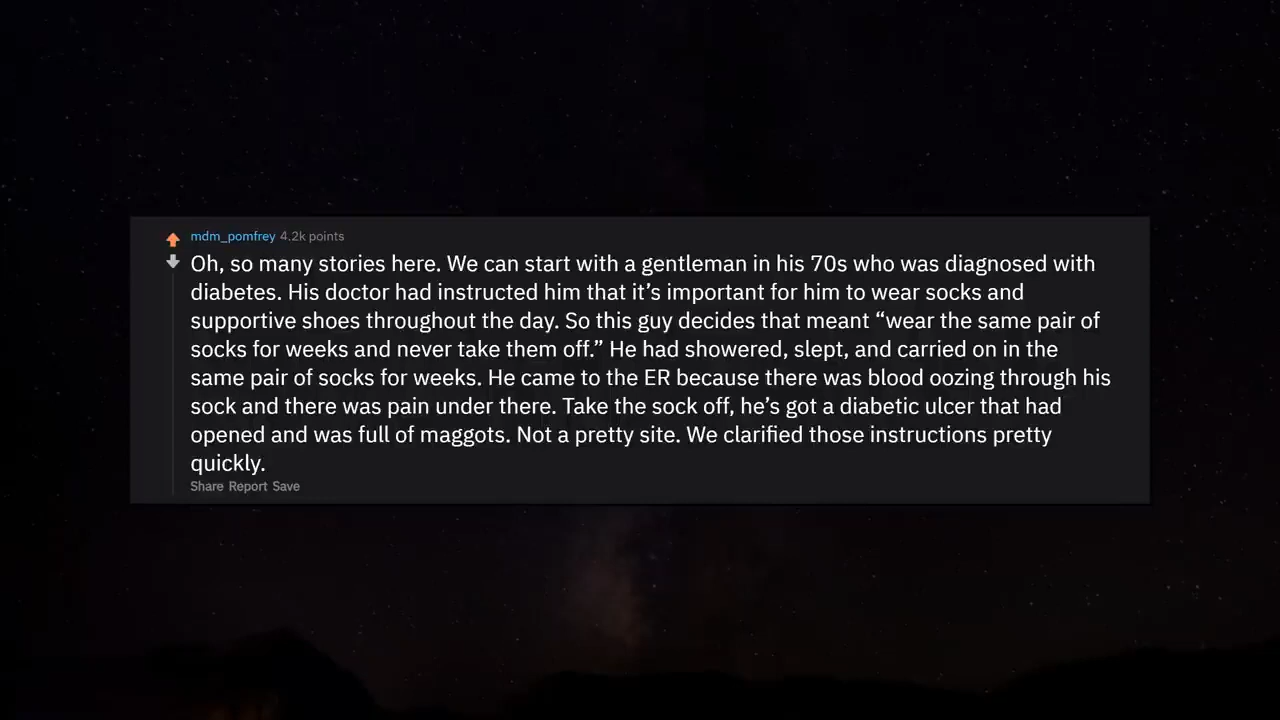 mdm_pomfrey 4.2k points
Oh, so many stories here. We can start with a gentleman in his 70s who was diagnosed with
diabetes. His doctor had instructed him that it’s important for him to wear socks and
supportive shoes throughout the day. So this guy decides that meant “wear the same pair of
socks for weeks and never take them off.” He had showered, slept, and carried on in the
same pair of socks for weeks. He came to the ER because there was blood oozing through his
sock and there was pain under there. Take the sock off, he’s got a diabetic ulcer that had
opened and was full of maggots. Not a pretty site. We clarified those instructions pretty
quickly.
Share Report Save